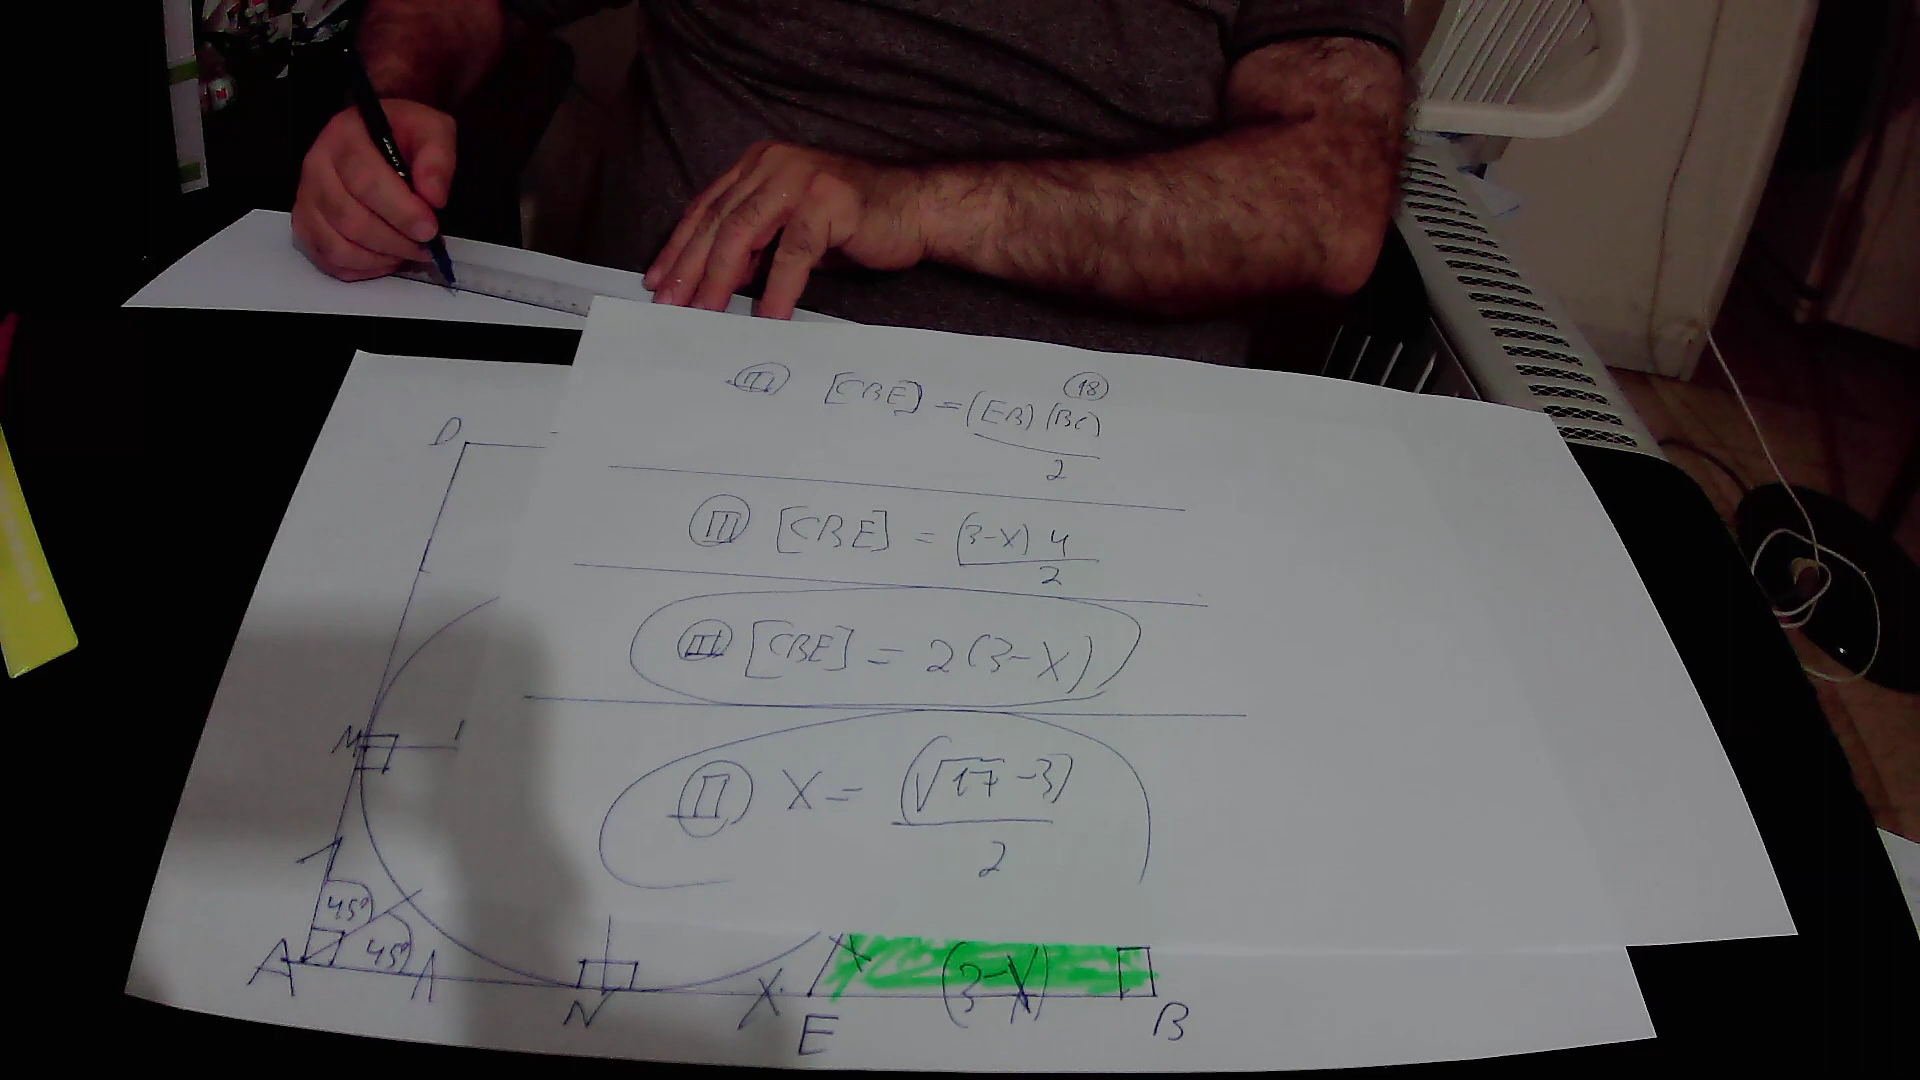 (III) [CBE] = (EB)(BC) / 2
(18)
(III) [CBE] = (3-X) 4 / 2
(III) [CBE] = 2(3-X)
(II) X = (√17 -3) / 2
D
M
1
1
45°
45°
A
1
N
X
E
X
(3-X)
B